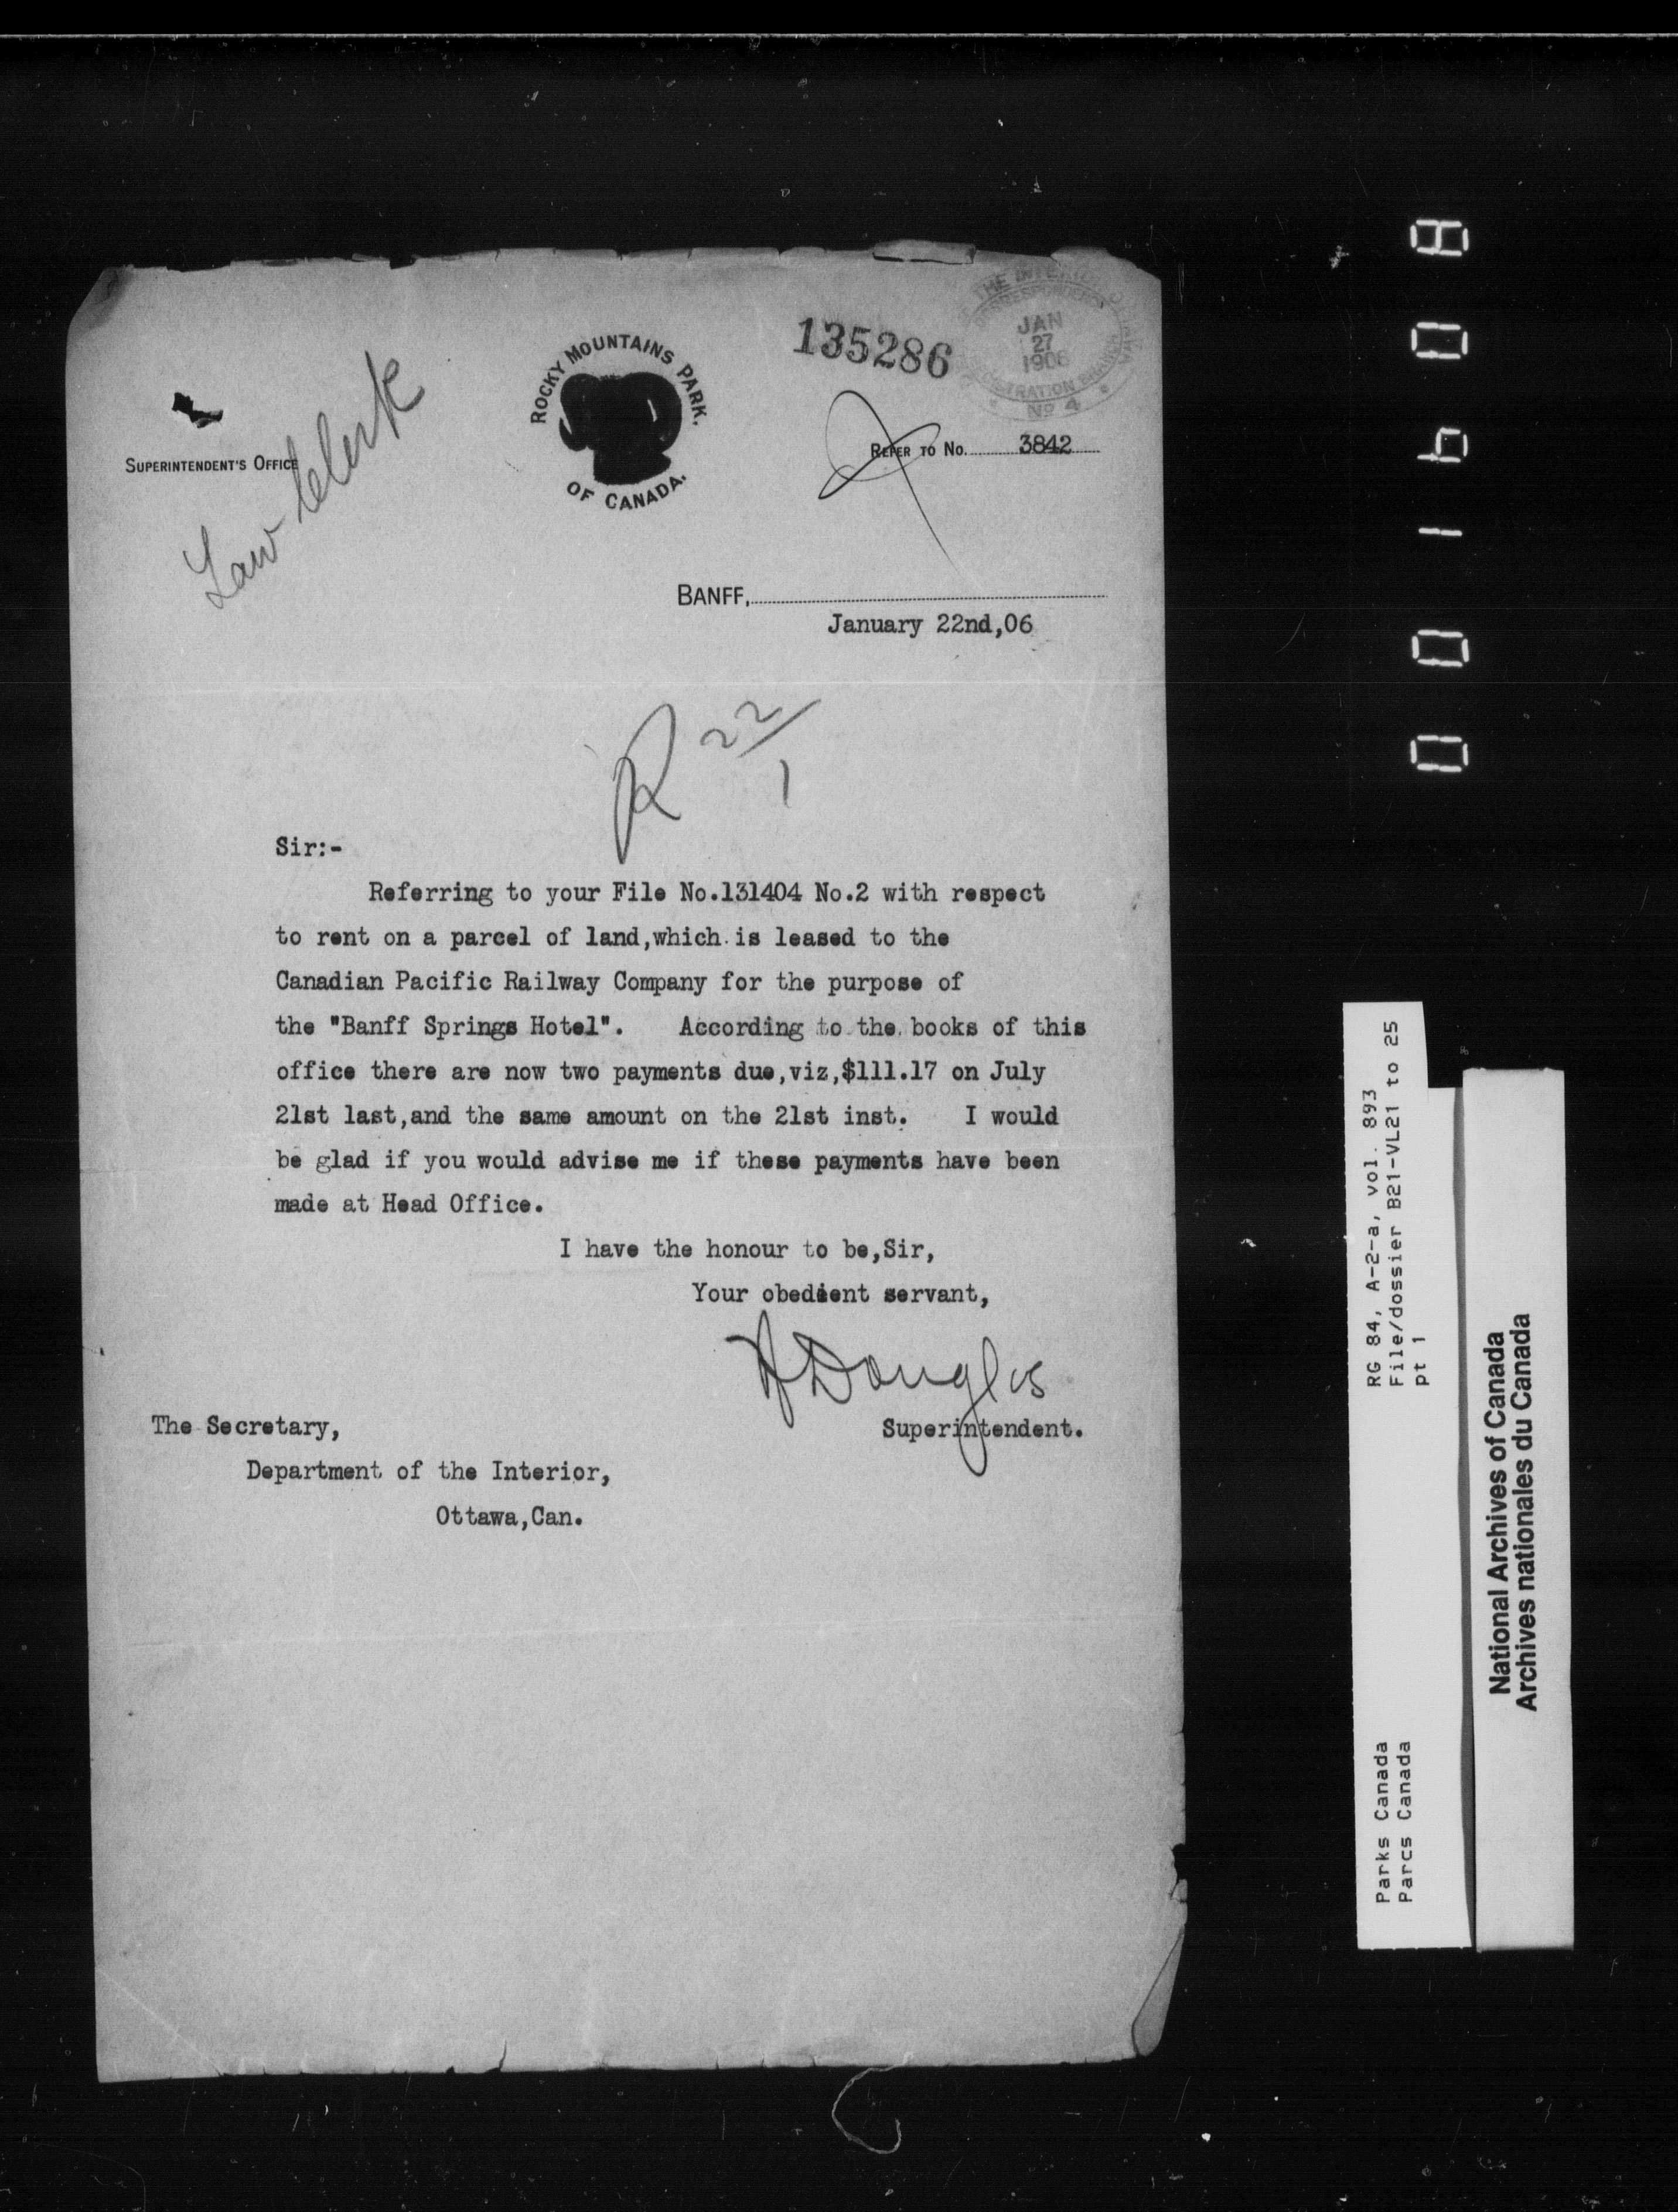 135286
THE INTERIOR
CORRESPONDENCE
JAN
27
1906
REGISTRATION BRANCH
No 4
ROCKY MOUNTAINS PARK.
OF CANADA.
SUPERINTENDENT'S OFFICE
Law Clerk
REFER TO No. 3842
BANFF,
January 22nd,06
R 22/1
Sir:-
Referring to your File No.131404 No.2 with respect
to rent on a parcel of land,which is leased to the
Canadian Pacific Railway Company for the purpose of
the "Banff Springs Hotel". According to the books of this
office there are now two payments due,viz,$111.17 on July
21st last,and the same amount on the 21st inst. I would
be glad if you would advise me if these payments have been
made at Head Office.
I have the honour to be,Sir,
Your obedient servant,
H Douglas
Superintendent.
The Secretary,
Department of the Interior,
Ottawa,Can.
RG 84, A-2-a, vol. 893
File/dossier B21-VL21 to 25
pt 1
Parks Canada
Parcs Canada
National Archives of Canada
Archives nationales du Canada